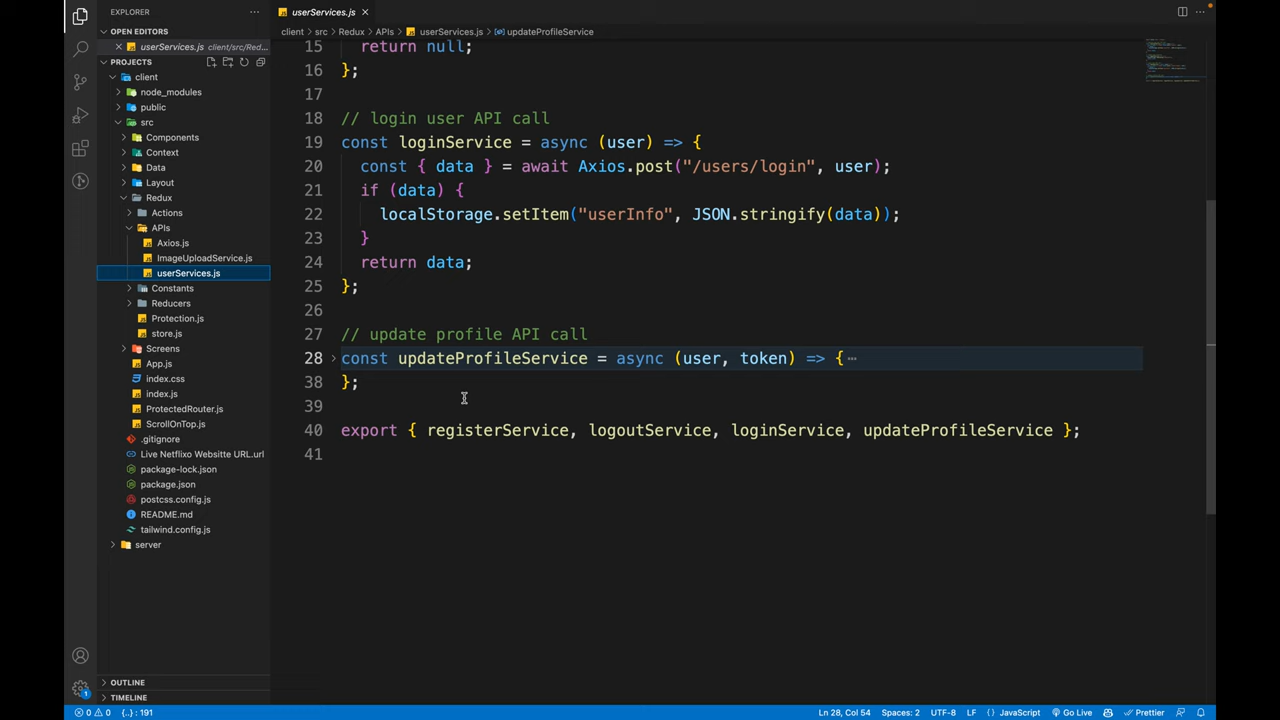 EXPLORER
OPEN EDITORS
userServices.js client/src/Red...
PROJECTS
client
node_modules
public
src
Components
Context
Data
Layout
Redux
Actions
APIs
Axios.js
ImageUploadService.js
userServices.js
Constants
Reducers
Protection.js
store.js
Screens
App.js
index.css
index.js
ProtectedRouter.js
ScrollOnTop.js
.gitignore
Live Netflixo Websitte URL.url
package-lock.json
package.json
postcss.config.js
README.md
tailwind.config.js
server
OUTLINE
TIMELINE
userServices.js
client > src > Redux > APIs > userServices.js > updateProfileService
15 return null;
16 };
17
18 // login user API call
19 const loginService = async (user) => {
20 const { data } = await Axios.post("/users/login", user);
21 if (data) {
22 localStorage.setItem("userInfo", JSON.stringify(data));
23 }
24 return data;
25 };
26
27 // update profile API call
28 const updateProfileService = async (user, token) => {⋯
38 };
39
40 export { registerService, logoutService, loginService, updateProfileService };
41
0 0 {..} : 191 Ln 28, Col 54 Spaces: 2 UTF-8 LF {} JavaScript Go Live Prettier